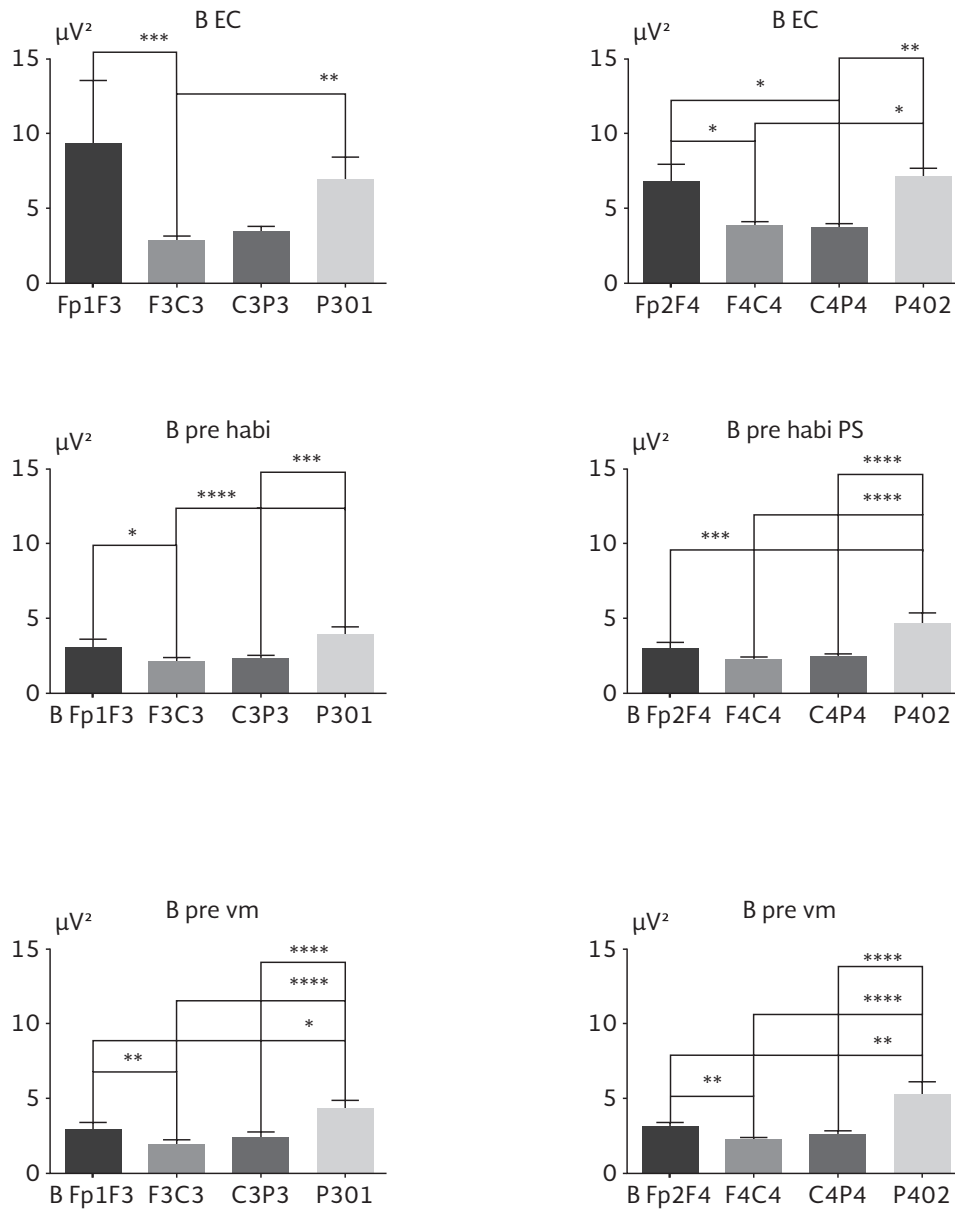 B EC
µV²
***
**
15
10
5
0
Fp1F3 F3C3 C3P3 P301
B EC
µV²
**
*
*
*
15
10
5
0
Fp2F4 F4C4 C4P4 P402
B pre habi
µV²
***
****
*
15
10
5
0
B Fp1F3 F3C3 C3P3 P301
B pre habi PS
µV²
****
****
***
15
10
5
0
B Fp2F4 F4C4 C4P4 P402
B pre vm
µV²
****
****
*
**
15
10
5
0
B Fp1F3 F3C3 C3P3 P301
B pre vm
µV²
****
****
**
**
15
10
5
0
B Fp2F4 F4C4 C4P4 P402